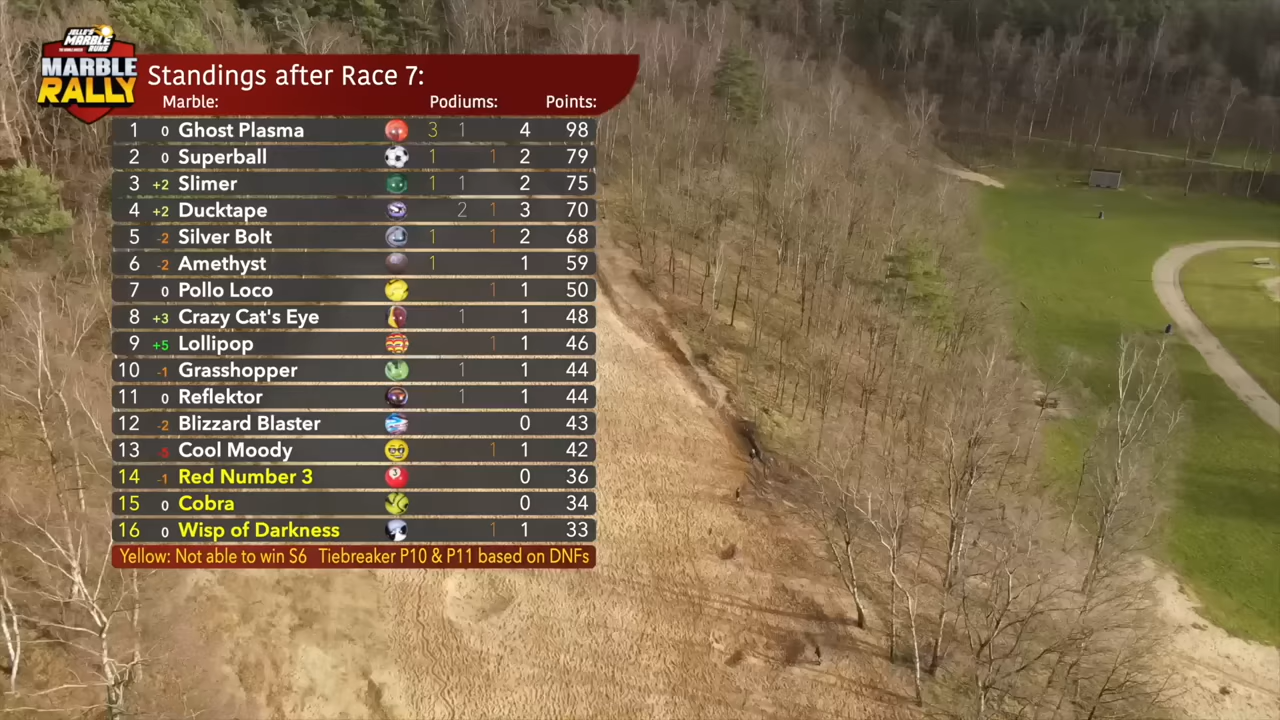 JELLE'S
MARBLE
RUNS
MARBLE
RALLY
Standings after Race 7:
Marble: Podiums: Points:
1 0 Ghost Plasma 3 1 4 98
2 0 Superball 1 1 2 79
3 +2 Slimer 1 1 2 75
4 +2 Ducktape 2 1 3 70
5 -2 Silver Bolt 1 1 2 68
6 -2 Amethyst 1 1 59
7 0 Pollo Loco 1 1 50
8 +3 Crazy Cat's Eye 1 1 48
9 +5 Lollipop 1 1 46
10 -1 Grasshopper 1 1 44
11 0 Reflektor 1 1 44
12 -2 Blizzard Blaster 0 43
13 -5 Cool Moody 1 1 42
14 -1 Red Number 3 3 0 36
15 0 Cobra 0 34
16 0 Wisp of Darkness 1 1 33
Yellow: Not able to win S6 Tiebreaker P10 & P11 based on DNFs